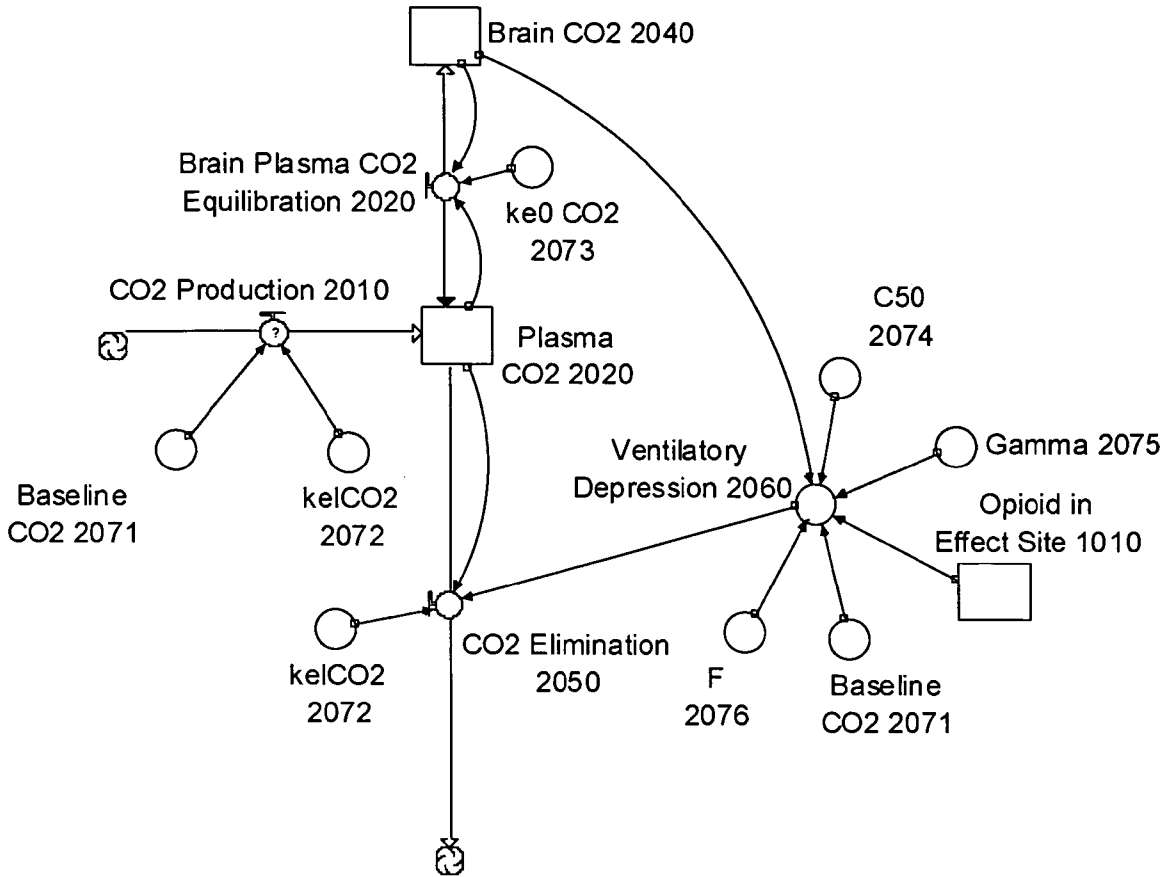 Brain CO2 2040
Brain Plasma CO2
Equilibration 2020
ke0 CO2
2073
CO2 Production 2010
?
Plasma
CO2 2020
C50
2074
Baseline
CO2 2071
kelCO2
2072
Ventilatory
Depression 2060
Gamma 2075
Opioid in
Effect Site 1010
kelCO2
2072
CO2 Elimination
2050
F
2076
Baseline
CO2 2071